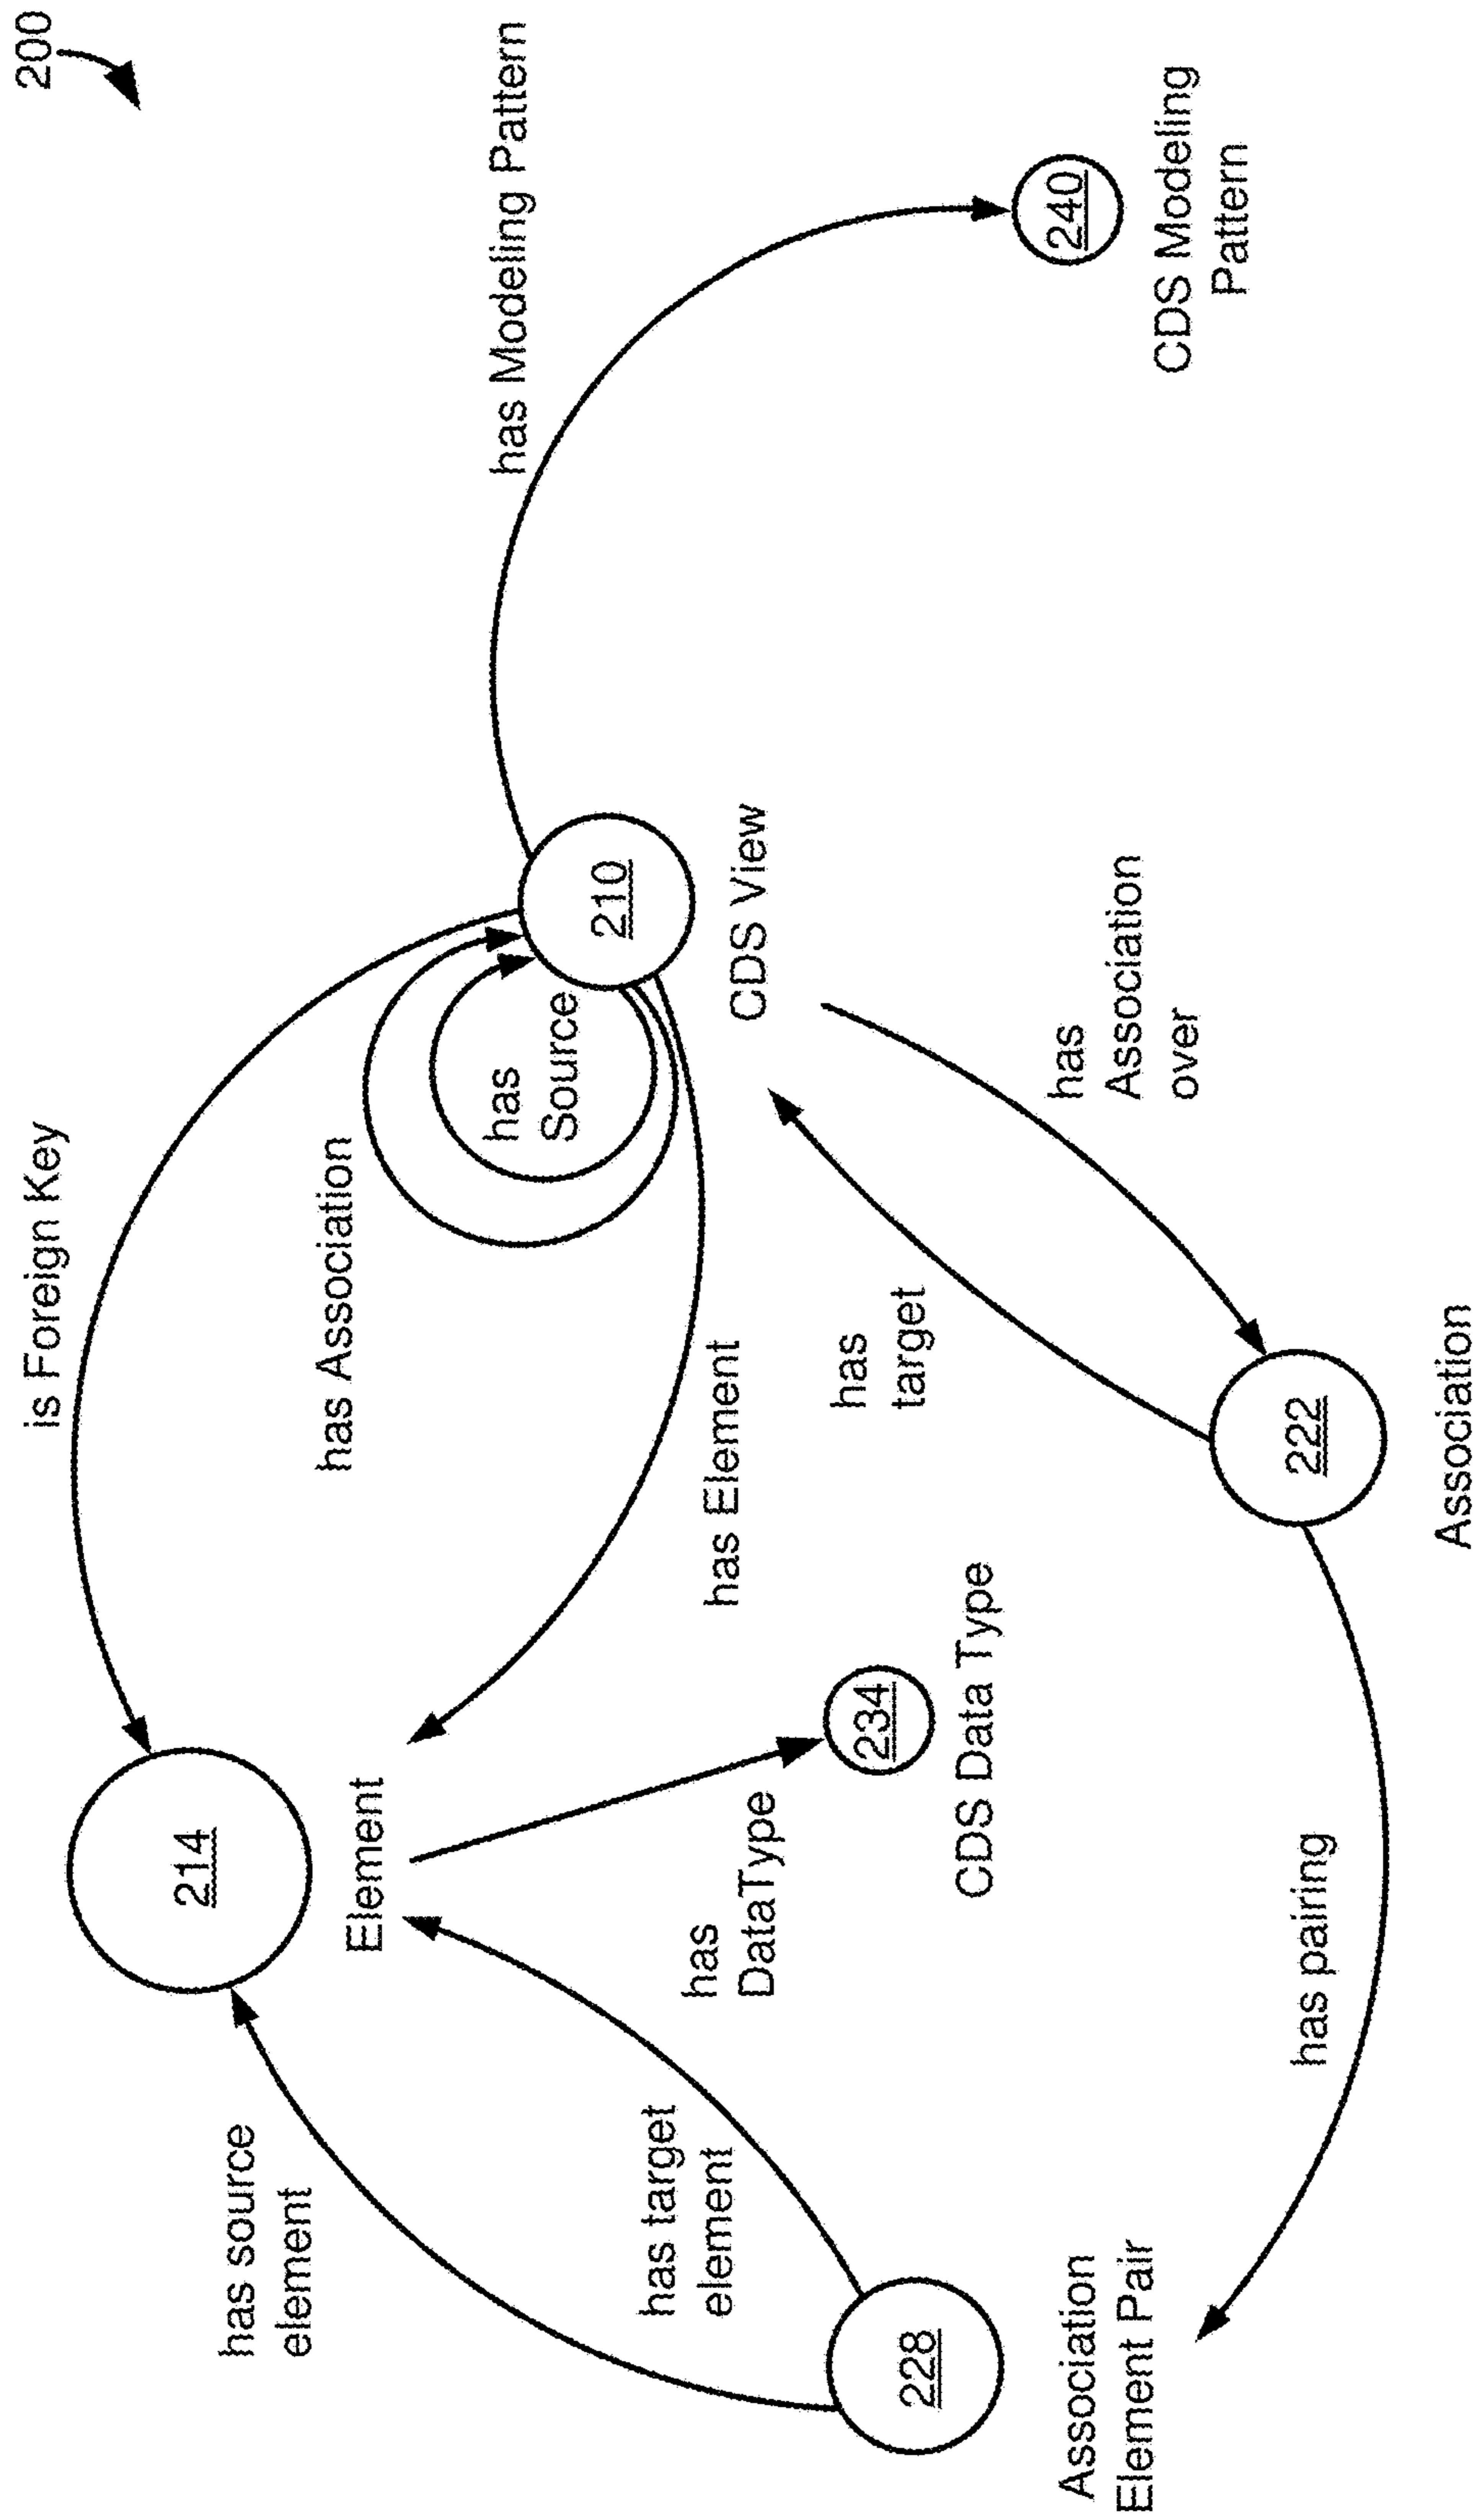 200
is Foreign Key
214
Element
has source
element
has Association
has
Source
210
CDS View
has Modeling Pattern
240
CDS Modeling
Pattern
has Element
has target
element
has
DataType
234
CDS Data Type
has
target
has
Association
over
228
Association
Element Pair
has pairing
222
Association